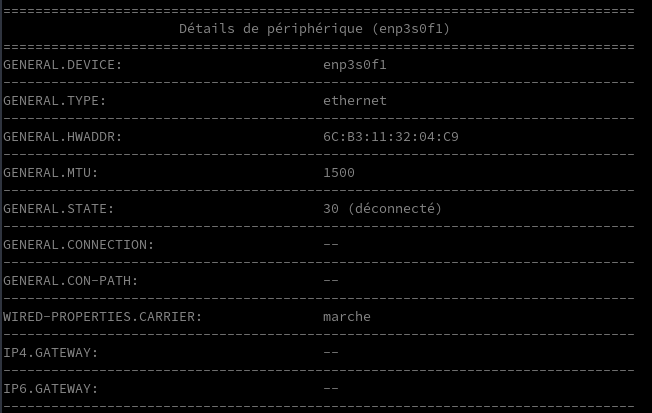 ===============================================================================
Détails de périphérique (enp3s0f1)
===============================================================================
GENERAL.DEVICE: enp3s0f1
-------------------------------------------------------------------------------
GENERAL.TYPE: ethernet
-------------------------------------------------------------------------------
GENERAL.HWADDR: 6C:B3:11:32:04:C9
-------------------------------------------------------------------------------
GENERAL.MTU: 1500
-------------------------------------------------------------------------------
GENERAL.STATE: 30 (déconnecté)
-------------------------------------------------------------------------------
GENERAL.CONNECTION: --
-------------------------------------------------------------------------------
GENERAL.CON-PATH: --
-------------------------------------------------------------------------------
WIRED-PROPERTIES.CARRIER: marche
-------------------------------------------------------------------------------
IP4.GATEWAY: --
-------------------------------------------------------------------------------
IP6.GATEWAY: --
-------------------------------------------------------------------------------